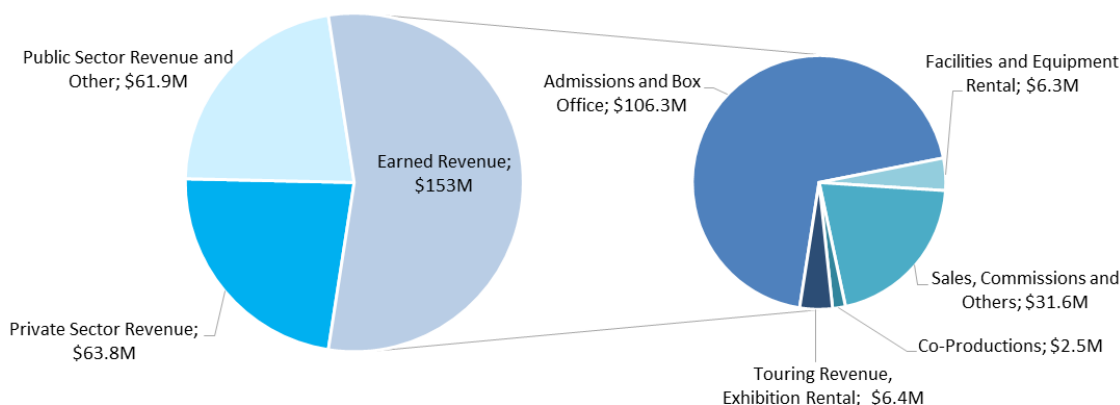 Public Sector Revenue and
Other; $61.9M
Earned Revenue;
$153M
Private Sector Revenue;
$63.8M
Admissions and Box
Office; $106.3M
Facilities and Equipment
Rental; $6.3M
Sales, Commissions and
Others; $31.6M
Co-Productions; $2.5M
Touring Revenue,
Exhibition Rental;  $6.4M